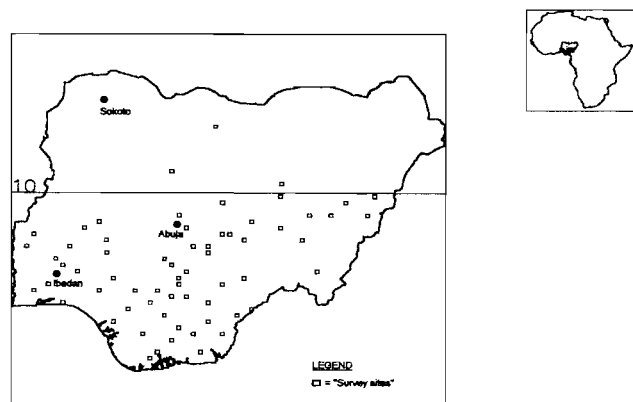 Sokoto
10
Abuja
Ibadan
LEGEND
= "Survey sites"